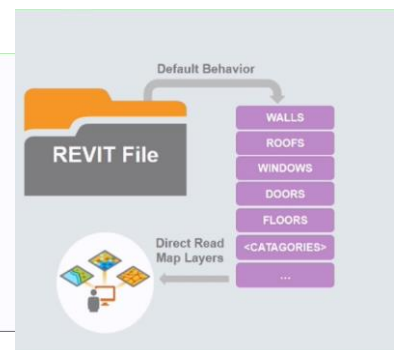 Default Behavior
REVIT File
WALLS
ROOFS
WINDOWS
DOORS
FLOORS
<CATAGORIES>
...
Direct Read
Map Layers